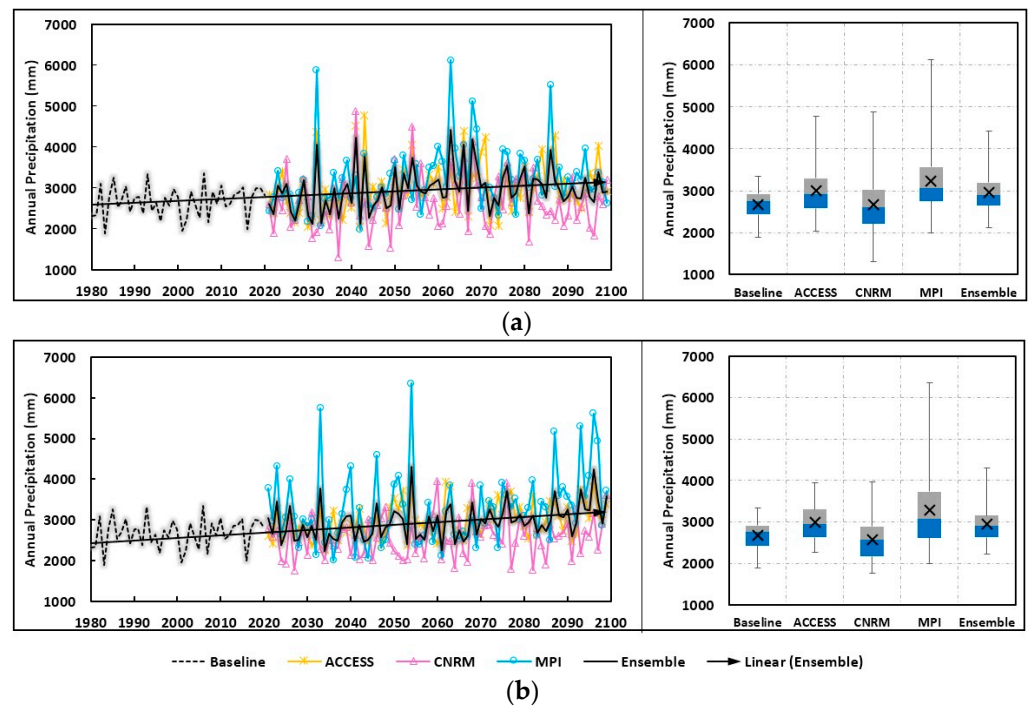 Annual Precipitation (mm)
7000
6000
5000
4000
3000
2000
1000
1980 1990 2000 2010 2020 2030 2040 2050 2060 2070 2080 2090 2100
Annual Precipitation (mm)
7000
6000
5000
4000
3000
2000
1000
Baseline ACCESS CNRM MPI Ensemble
(a)
Annual Precipitation (mm)
7000
6000
5000
4000
3000
2000
1000
1980 1990 2000 2010 2020 2030 2040 2050 2060 2070 2080 2090 2100
Annual Precipitation (mm)
7000
6000
5000
4000
3000
2000
1000
Baseline ACCESS CNRM MPI Ensemble
Baseline ACCESS CNRM MPI Ensemble Linear (Ensemble)
(b)